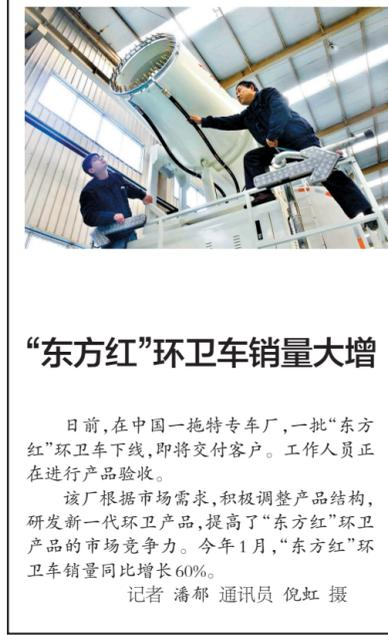 “东方红”环卫车销量大增
日前,在中国一拖特专车厂,一批“东方
红”环卫车下线,即将交付客户。工作人员正
在进行产品验收。
该厂根据市场需求,积极调整产品结构,
研发新一代环卫产品,提高了“东方红”环卫
产品的市场竞争力。今年1月,“东方红”环
卫车销量同比增长60%。
记者 潘郁 通讯员 倪虹 摄